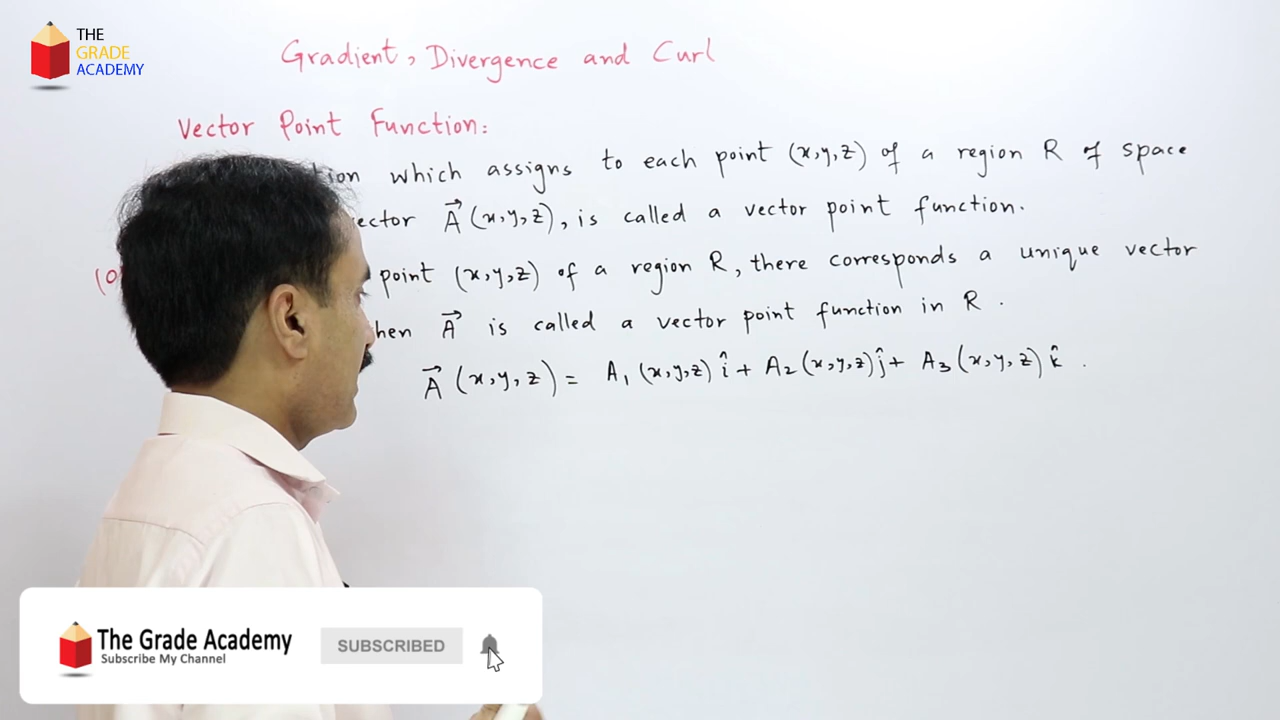 THE
GRADE
ACADEMY
Gradient, Divergence and Curl
Vector Point Function:
which assigns to each point (x,y,z) of a region R of space
A⃗ (x,y,z), is called a vector point function.
point (x,y,z) of a region R, there corresponds a unique vector
A⃗ is called a vector point function in R.
A⃗ (x,y,z) = A₁(x,y,z) î + A₂(x,y,z) ĵ + A₃(x,y,z) k̂.
The Grade Academy
Subscribe My Channel
SUBSCRIBED